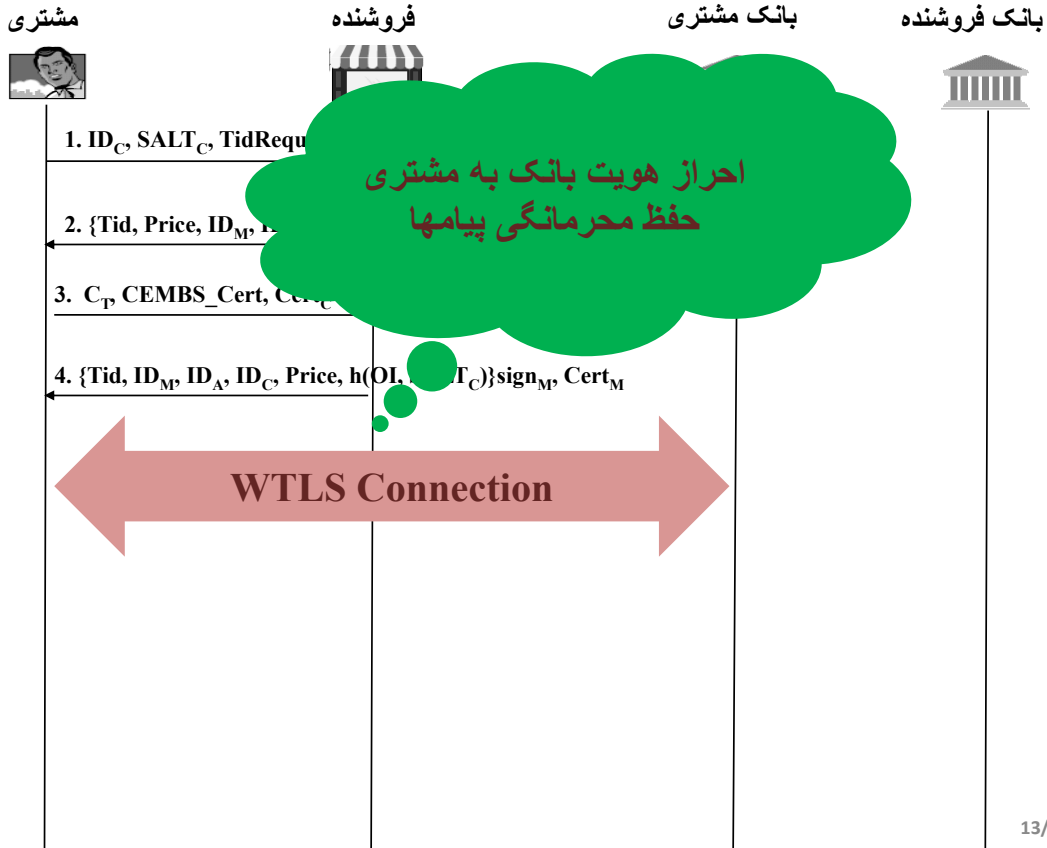 مشتری
فروشنده
بانک مشتری
بانک فروشنده
1. ID_C, SALT_C,
احراز هویت بانک به مشتری
حفظ محرمانگی پیامها
2. {Tid, Price, ID_M,
3. C_T, CEMBS_Cert,
4. {Tid, ID_M, ID_A, ID_C, Price, h(OI, T_C)}sign_M, Cert_M
WTLS Connection
13/